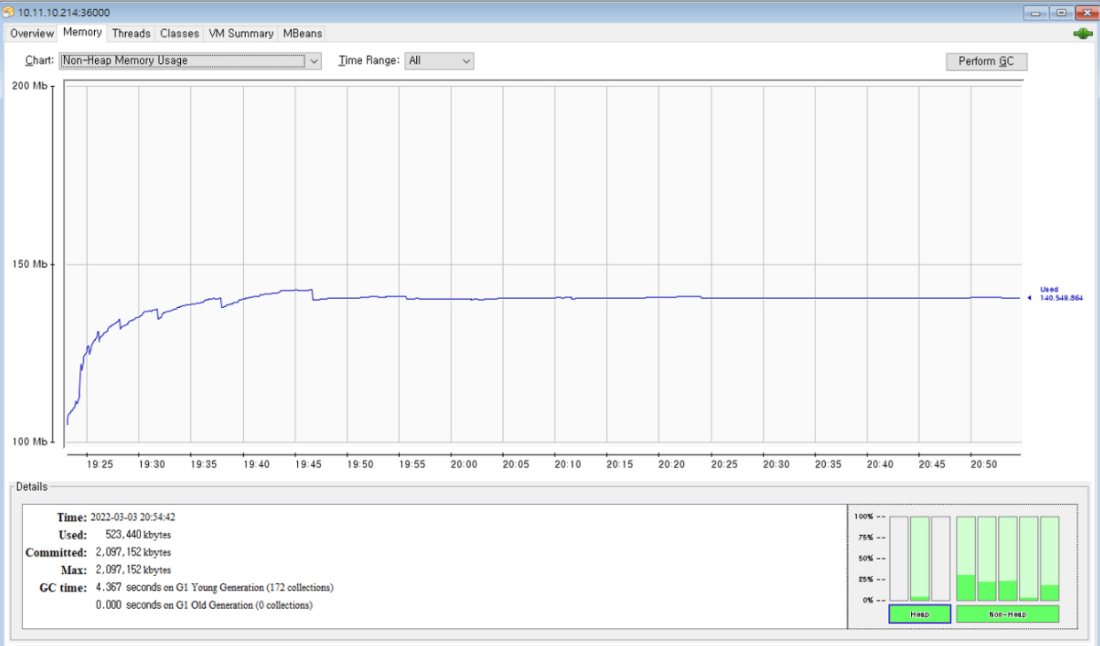 10.11.10.214:36000
Overview Memory Threads Classes VM Summary MBeans
Chart: Non-Heap Memory Usage Time Range: All Perform GC
200 Mb
150 Mb
100 Mb
Used
140,549,864
19:25 19:30 19:35 19:40 19:45 19:50 19:55 20:00 20:05 20:10 20:15 20:20 20:25 20:30 20:35 20:40 20:45 20:50
Details
Time: 2022-03-03 20:54:42
Used: 523,440 kbytes
Committed: 2,097,152 kbytes
Max: 2,097,152 kbytes
GC time: 4.367 seconds on G1 Young Generation (172 collections)
0.000 seconds on G1 Old Generation (0 collections)
100% --
75% --
50% --
25% --
0% --
Heap Non-Heap